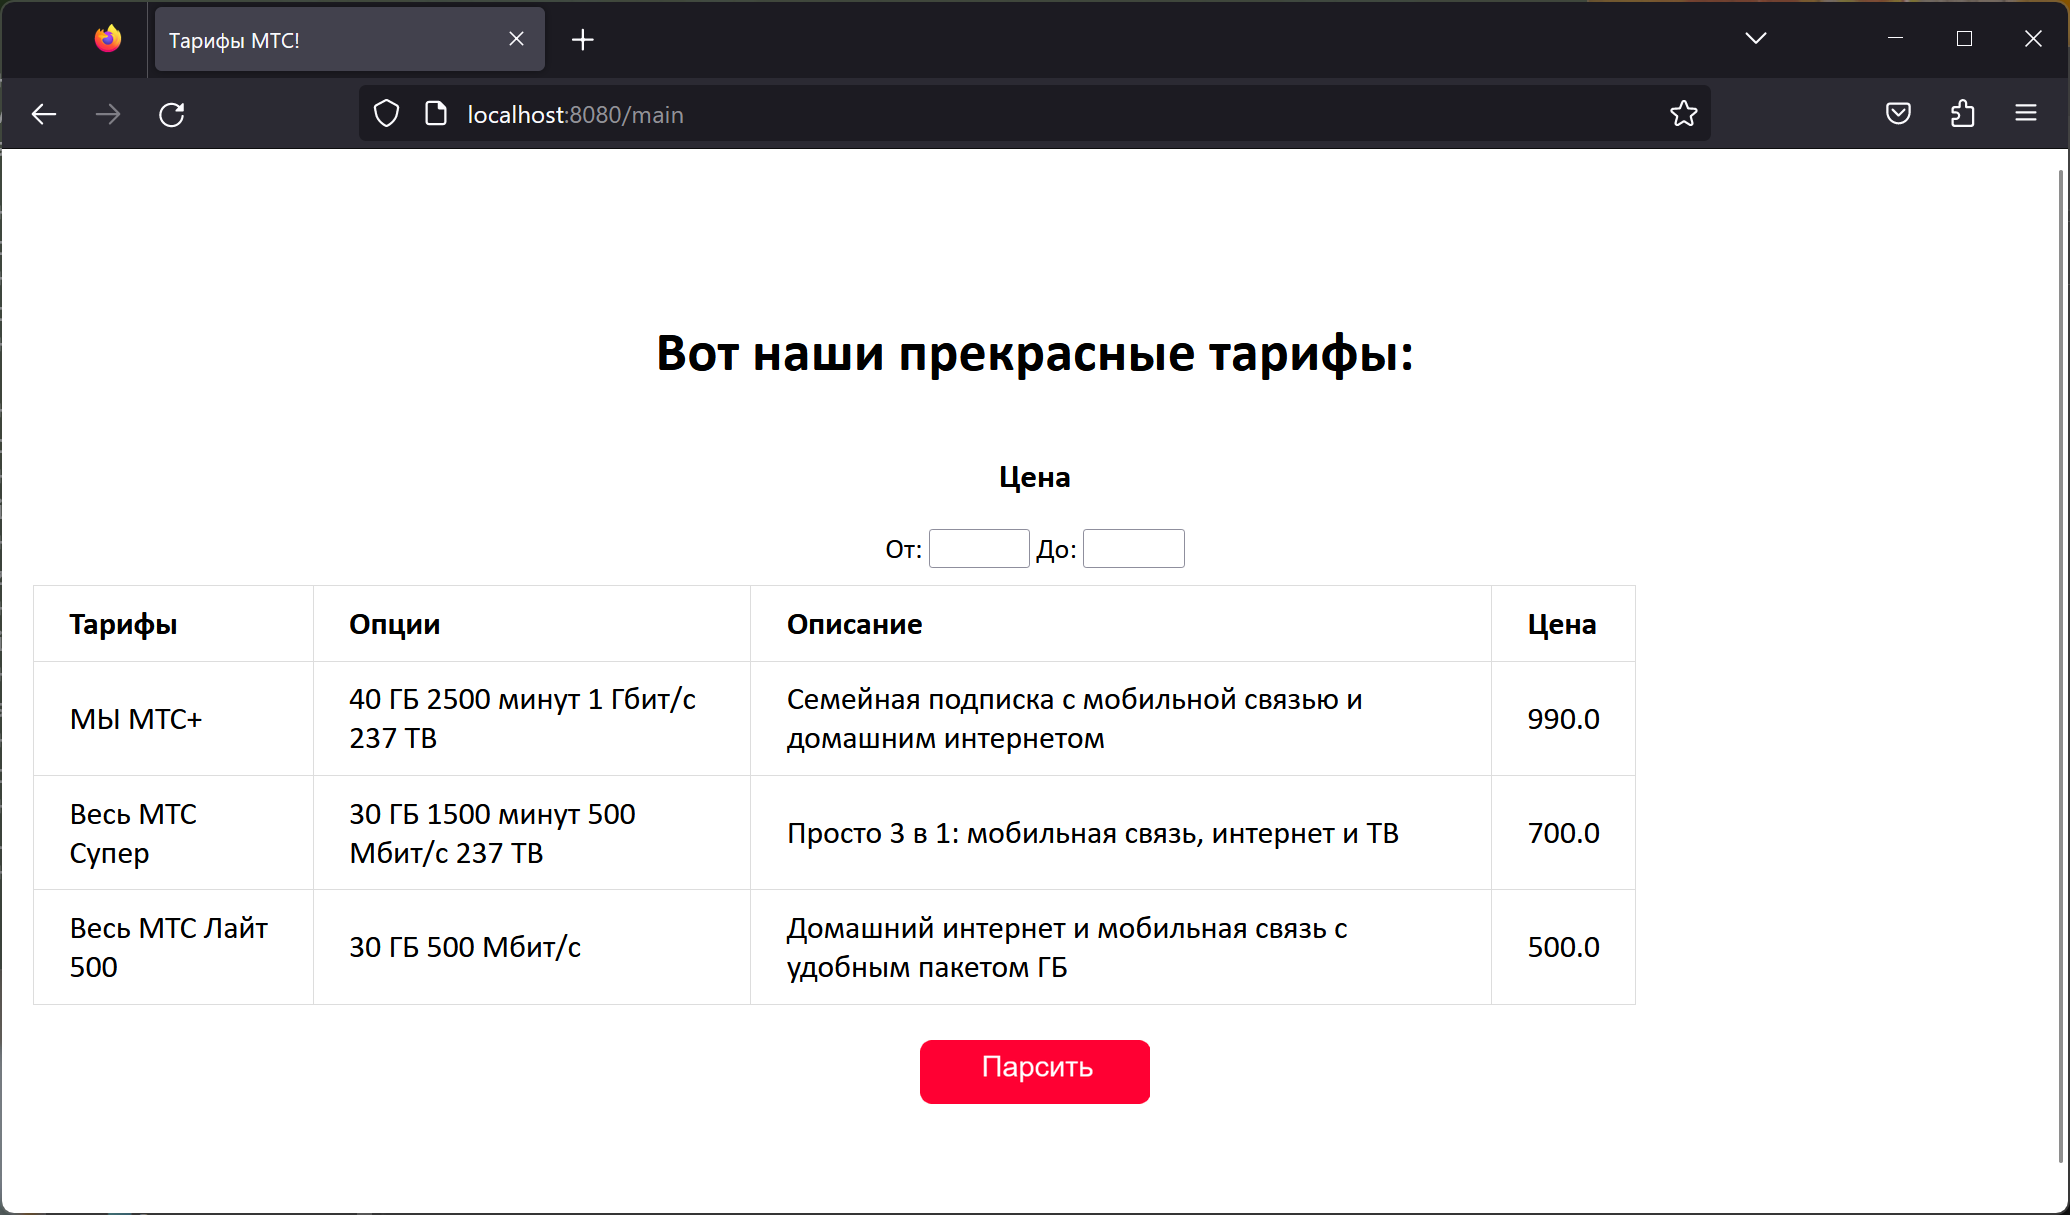 Тарифы МТС!
localhost:8080/main
Вот наши прекрасные тарифы:
Цена
От: До:
Тарифы Опции Описание Цена
МЫ МТС+
40 ГБ 2500 минут 1 Гбит/с
237 ТВ
Семейная подписка с мобильной связью и
домашним интернетом
990.0
Весь МТС
Супер
30 ГБ 1500 минут 500
Мбит/с 237 ТВ
Просто 3 в 1: мобильная связь, интернет и ТВ
700.0
Весь МТС Лайт
500
30 ГБ 500 Мбит/с
Домашний интернет и мобильная связь с
удобным пакетом ГБ
500.0
Парсить